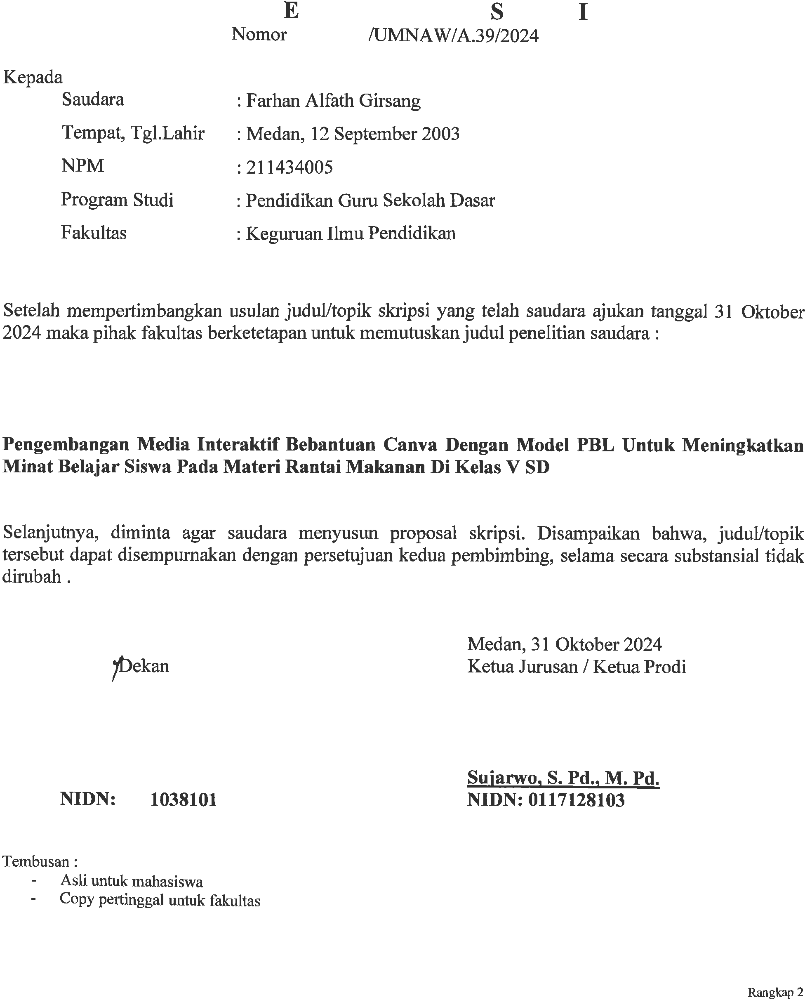 E S I
Nomor /UMNAW/A.39/2024
Kepada
Saudara : Farhan Alfath Girsang
Tempat, Tgl.Lahir : Medan, 12 September 2003
NPM : 211434005
Program Studi : Pendidikan Guru Sekolah Dasar
Fakultas : Keguruan Ilmu Pendidikan
Setelah mempertimbangkan usulan judul/topik skripsi yang telah saudara ajukan tanggal 31 Oktober
2024 maka pihak fakultas berketetapan untuk memutuskan judul penelitian saudara :
Pengembangan Media Interaktif Bebantuan Canva Dengan Model PBL Untuk Meningkatkan
Minat Belajar Siswa Pada Materi Rantai Makanan Di Kelas V SD
Selanjutnya, diminta agar saudara menyusun proposal skripsi. Disampaikan bahwa, judul/topik
tersebut dapat disempurnakan dengan persetujuan kedua pembimbing, selama secara substansial tidak
dirubah .
Medan, 31 Oktober 2024
Dekan Ketua Jurusan / Ketua Prodi
Sujarwo, S. Pd., M. Pd.
NIDN: 1038101 NIDN: 0117128103
Tembusan :
- Asli untuk mahasiswa
- Copy pertinggal untuk fakultas
Rangkap 2